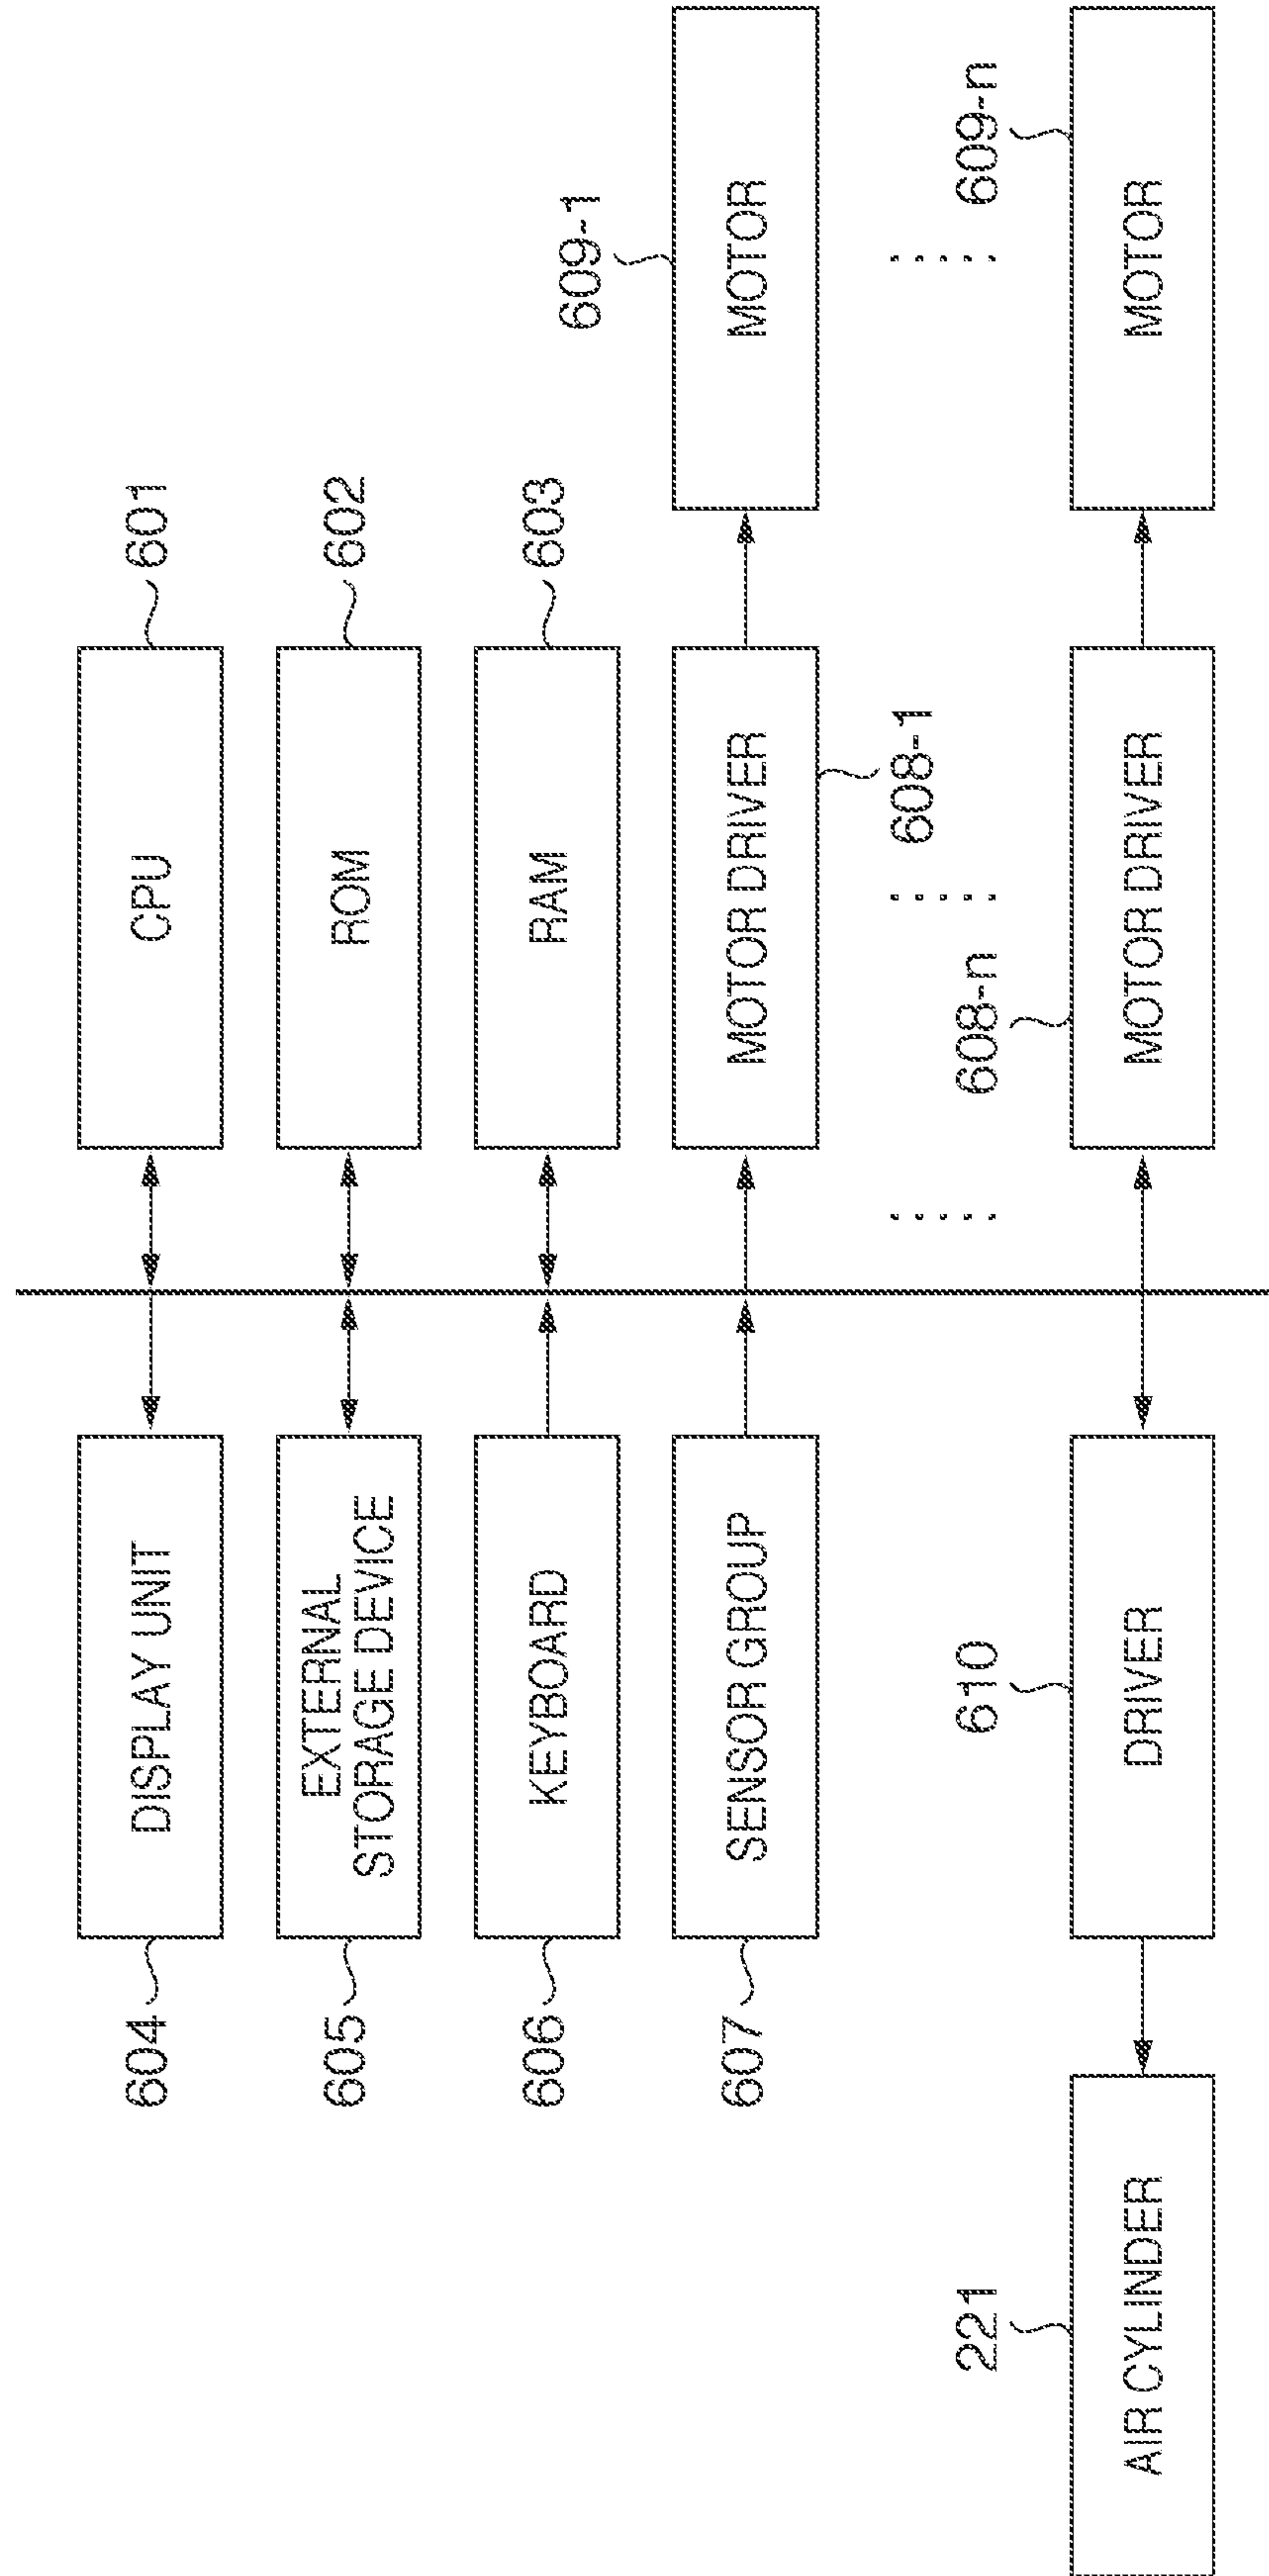 604
DISPLAY UNIT
CPU
601
605
EXTERNAL
STORAGE DEVICE
ROM
602
606
KEYBOARD
RAM
603
607
SENSOR GROUP
MOTOR DRIVER
608-1
609-1
MOTOR
221
AIR CYLINDER
610
DRIVER
608-n
MOTOR DRIVER
609-n
MOTOR